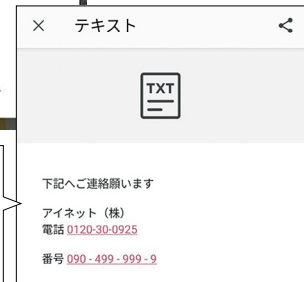 テキスト
TXT
下記へご連絡願います
アイネット（株）
電話 0120-30-0925
番号 090 - 499 - 999 - 9